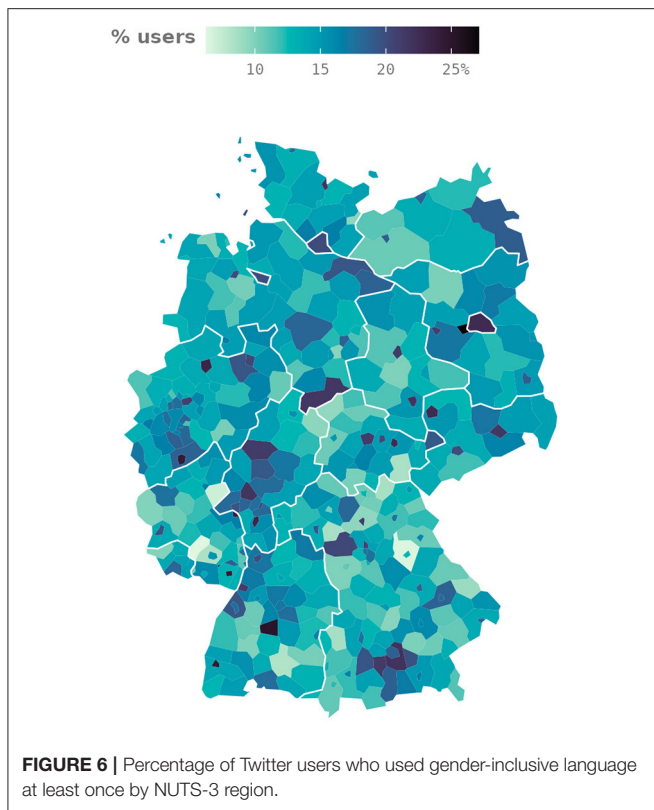 % users
10 15 20 25%
FIGURE 6 | Percentage of Twitter users who used gender-inclusive language
at least once by NUTS-3 region.